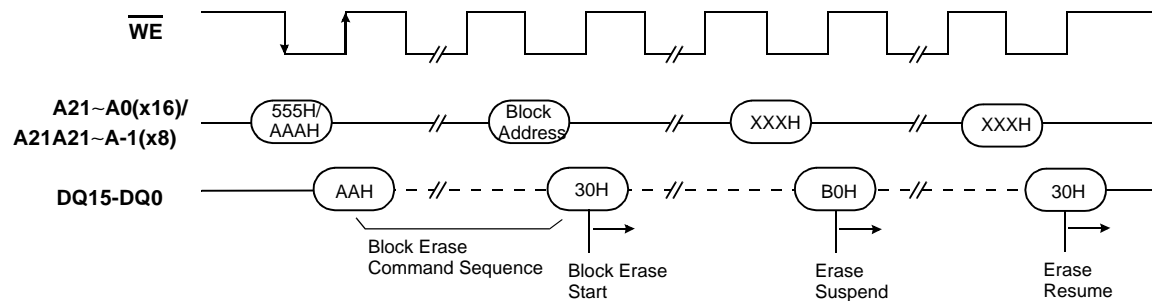 WE
A21~A0(x16)/
A21A21~A-1(x8)
555H/
AAAH
Block
Address
XXXH
XXXH
DQ15-DQ0
AAH
30H
B0H
30H
Block Erase
Command Sequence
Block Erase
Start
Erase
Suspend
Erase
Resume